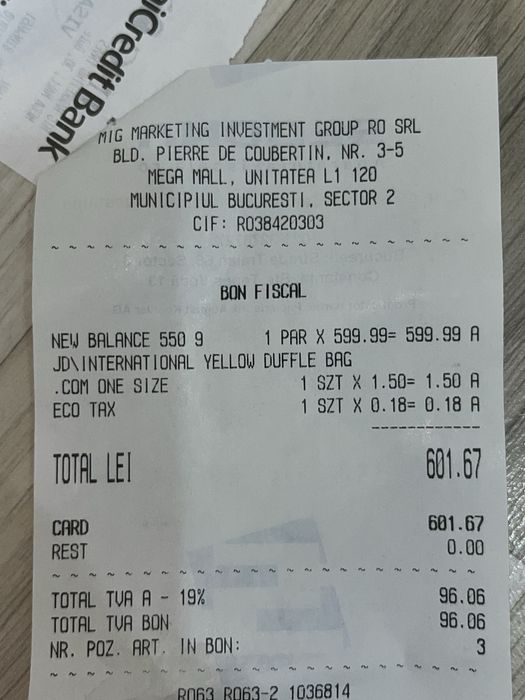 UniCredit Bank
MIG MARKETING INVESTMENT GROUP RO SRL
BLD. PIERRE DE COUBERTIN, NR. 3-5
MEGA MALL, UNITATEA L1 120
MUNICIPIUL BUCURESTI, SECTOR 2
CIF: RO38420303
~ ~ ~ ~ ~ ~ ~ ~ ~ ~ ~ ~ ~ ~ ~ ~ ~ ~ ~ ~ ~ ~
BON FISCAL
NEW BALANCE 550 9 1 PAR X 599.99= 599.99 A
JD\INTERNATIONAL YELLOW DUFFLE BAG
.COM ONE SIZE 1 SZT X 1.50= 1.50 A
ECO TAX 1 SZT X 0.18= 0.18 A
------------
TOTAL LEI 601.67
CARD 601.67
REST 0.00
~ ~ ~ ~ ~ ~ ~ ~ ~ ~ ~ ~ ~ ~ ~ ~ ~ ~ ~ ~ ~ ~
TOTAL TVA A - 19% 96.06
TOTAL TVA BON 96.06
NR. POZ. ART. IN BON: 3
~ ~ ~ ~ ~ ~ ~ ~ ~ ~ ~ ~ ~ ~ ~ ~ ~ ~ ~ ~ ~ ~
RO63 RO63-2 1036814